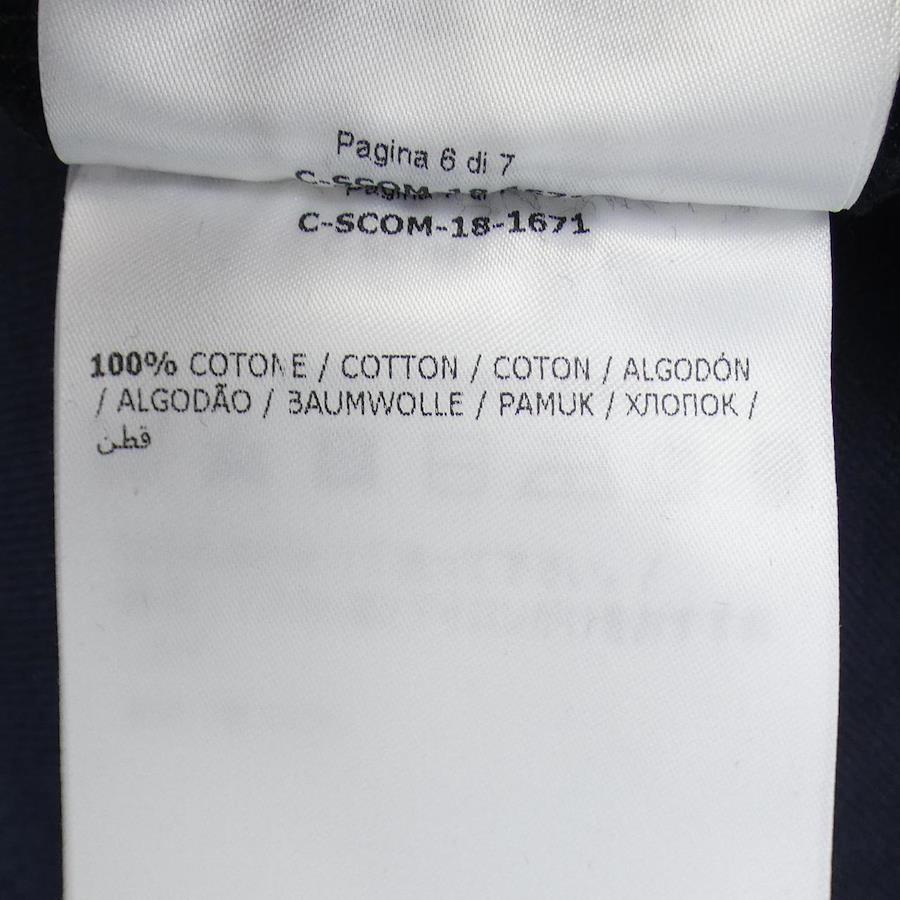 Pagina 6 di 7
C-SCOM-18-1671
100% COTONE / COTTON / COTON / ALGODÓN
/ ALGODÃO / BAUMWOLLE / PAMUK / ХЛОПОК /
قطن